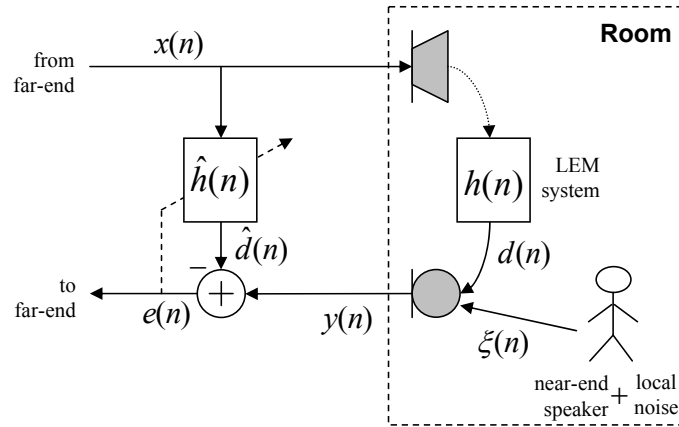 Room
x(n)
from
far-end
ĥ(n)
h(n)
LEM
system
d̂(n)
d(n)
−
+
to
far-end
e(n)
y(n)
ξ(n)
near-end
speaker
+
local
noise